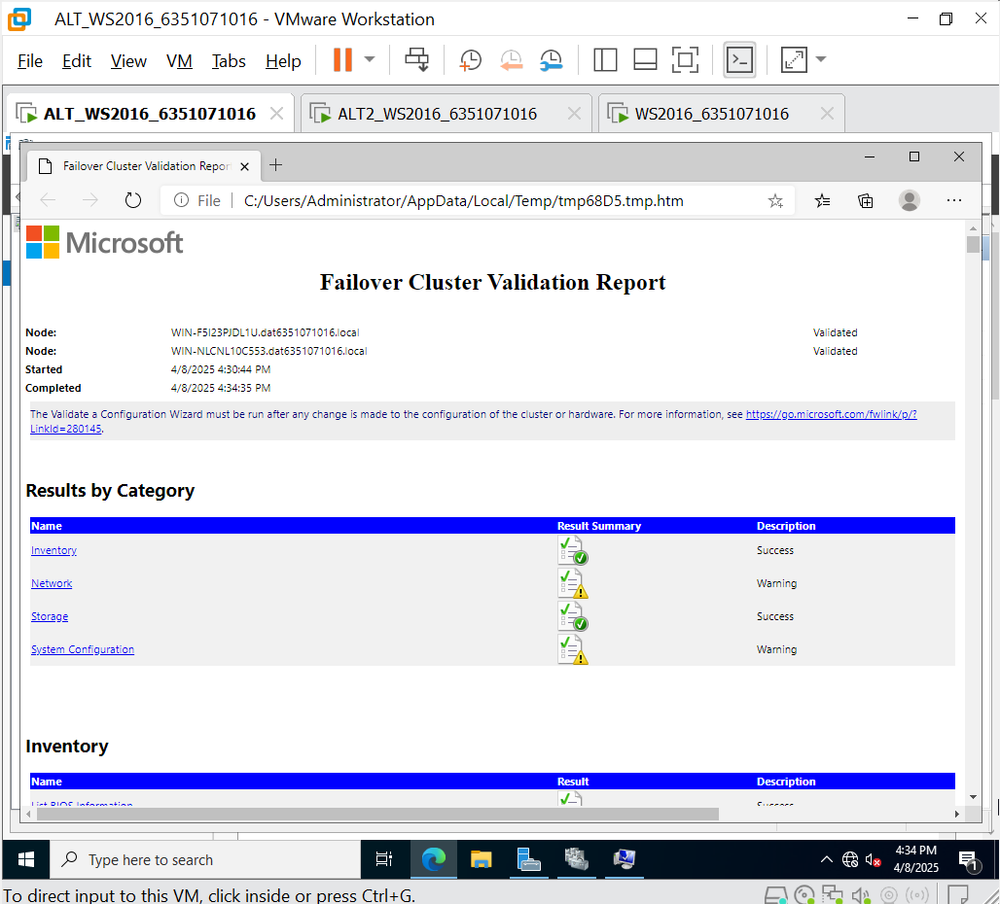 ALT_WS2016_6351071016 - VMware Workstation
File Edit View VM Tabs Help
ALT_WS2016_6351071016 ALT2_WS2016_6351071016 WS2016_6351071016
Failover Cluster Validation Repor
File C:/Users/Administrator/AppData/Local/Temp/tmp68D5.tmp.htm
Microsoft
Failover Cluster Validation Report
Node: WIN-F5I23PJDL1U.dat6351071016.local Validated
Node: WIN-NLCNL10C553.dat6351071016.local Validated
Started 4/8/2025 4:30:44 PM
Completed 4/8/2025 4:34:35 PM
The Validate a Configuration Wizard must be run after any change is made to the configuration of the cluster or hardware. For more information, see https://go.microsoft.com/fwlink/p/?
LinkId=280145.
Results by Category
Name Result Summary Description
Inventory Success
Network Warning
Storage Success
System Configuration Warning
Inventory
Name Result Description
List BIOS Information Success
Type here to search
4:34 PM
4/8/2025
1
To direct input to this VM, click inside or press Ctrl+G.